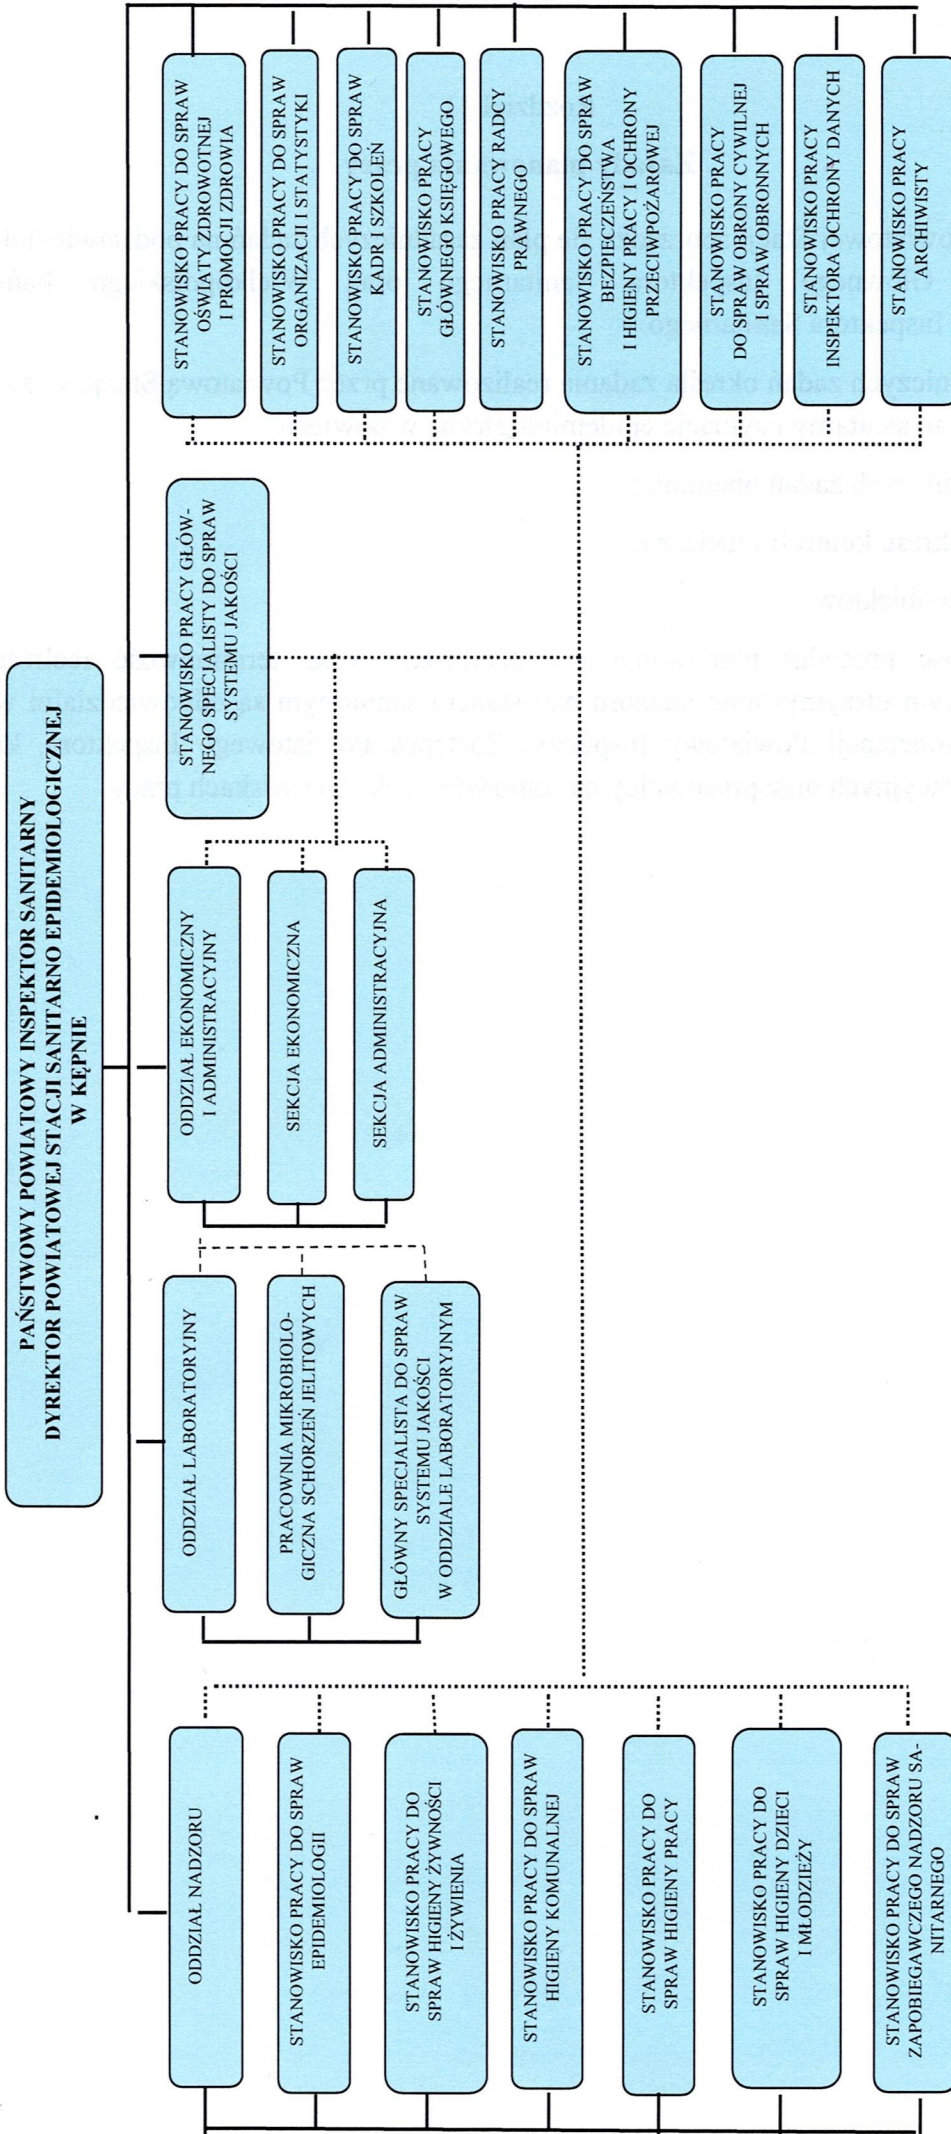 PAŃSTWOWY POWIATOWY INSPEKTOR SANITARNY
DYREKTOR POWIATOWEJ STACJI SANITARNO EPIDEMIOLOGICZNEJ
W KĘPNIE
ODDZIAŁ NADZORU
STANOWISKO PRACY DO SPRAW
EPIDEMIOLOGII
STANOWISKO PRACY DO
SPRAW HIGIENY ŻYWNOŚCI
I ŻYWIENIA
STANOWISKO PRACY DO SPRAW
HIGIENY KOMUNALNEJ
STANOWISKO PRACY DO
SPRAW HIGIENY PRACY
STANOWISKO PRACY DO
SPRAW HIGIENY DZIECI
I MŁODZIEŻY
STANOWISKO PRACY DO SPRAW
ZAPOBIEGAWCZEGO NADZORU SA-
NITARNEGO
ODDZIAŁ LABORATORYJNY
PRACOWNIA MIKROBIOLO-
GICZNA SCHORZEŃ JELITOWYCH
GŁÓWNY SPECJALISTA DO SPRAW
SYSTEMU JAKOŚCI
W ODDZIALE LABORATORYJNYM
ODDZIAŁ EKONOMICZNY
I ADMINISTRACYJNY
SEKCJA EKONOMICZNA
SEKCJA ADMINISTRACYJNA
STANOWISKO PRACY GŁÓW-
NEGO SPECJALISTY DO SPRAW
SYSTEMU JAKOŚCI
STANOWISKO PRACY DO SPRAW
OŚWIATY ZDROWOTNEJ
I PROMOCJI ZDROWIA
STANOWISKO PRACY DO SPRAW
ORGANIZACJI I STATYSTYKI
STANOWISKO PRACY DO SPRAW
KADR I SZKOLEŃ
STANOWISKO PRACY
GŁÓWNEGO KSIĘGOWEGO
STANOWISKO PRACY RADCY
PRAWNEGO
STANOWISKO PRACY DO SPRAW
BEZPIECZEŃSTWA
I HIGIENY PRACY I OCHRONY
PRZECIWPOŻAROWEJ
STANOWISKO PRACY
DO SPRAW OBRONY CYWILNEJ
I SPRAW OBRONNYCH
STANOWISKO PRACY
INSPEKTORA OCHRONY DANYCH
STANOWISKO PRACY
ARCHIWISTY